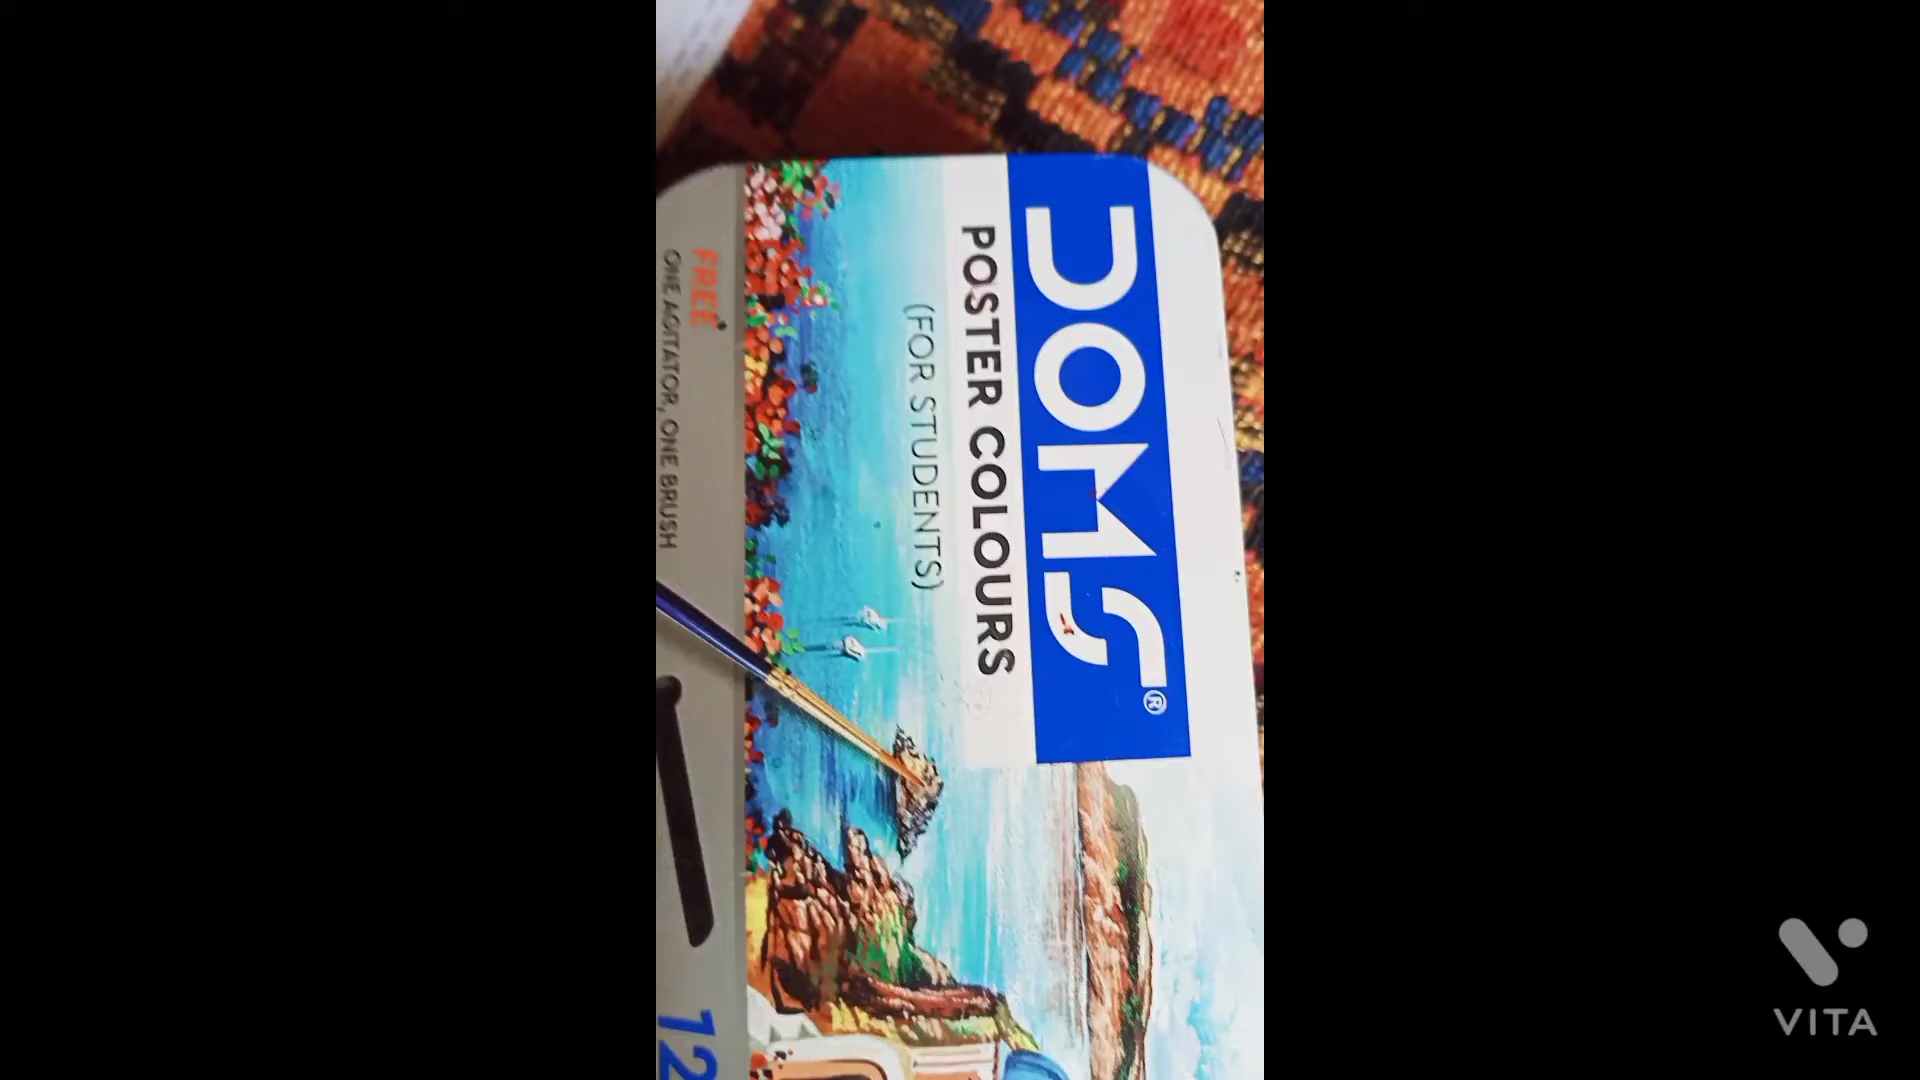 DOMS®
POSTER COLOURS
(FOR STUDENTS)
FREE*
ONE AGITATOR, ONE BRUSH
12
VITA